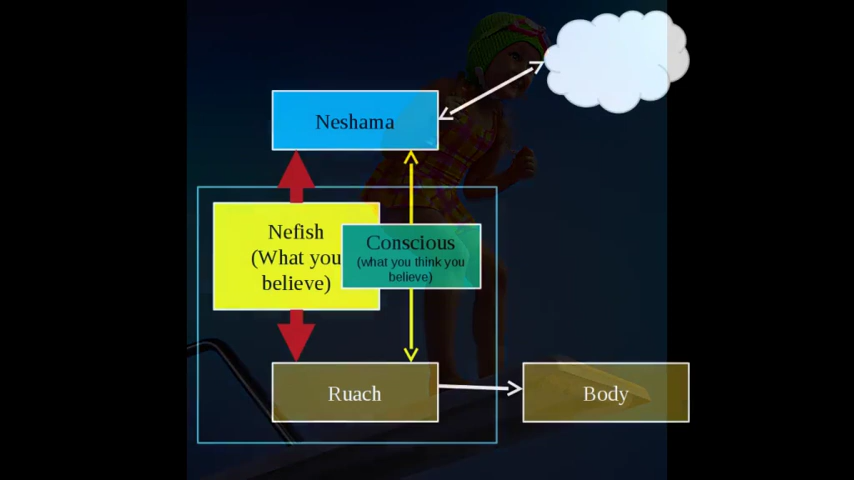 Neshama
Nefish
(What you
believe)
Conscious
(what you think you
believe)
Ruach
Body